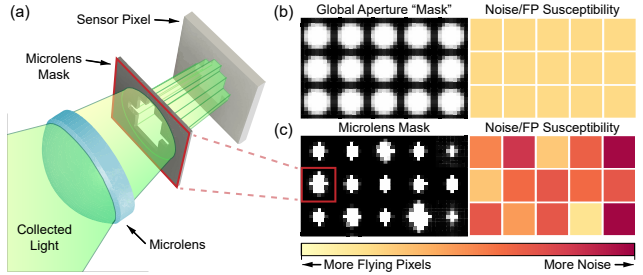 (a)
Sensor Pixel
Microlens
Mask
Collected
Light
Microlens
(b)
Global Aperture “Mask”
Noise/FP Susceptibility
(c)
Microlens Mask
Noise/FP Susceptibility
More Flying Pixels
More Noise